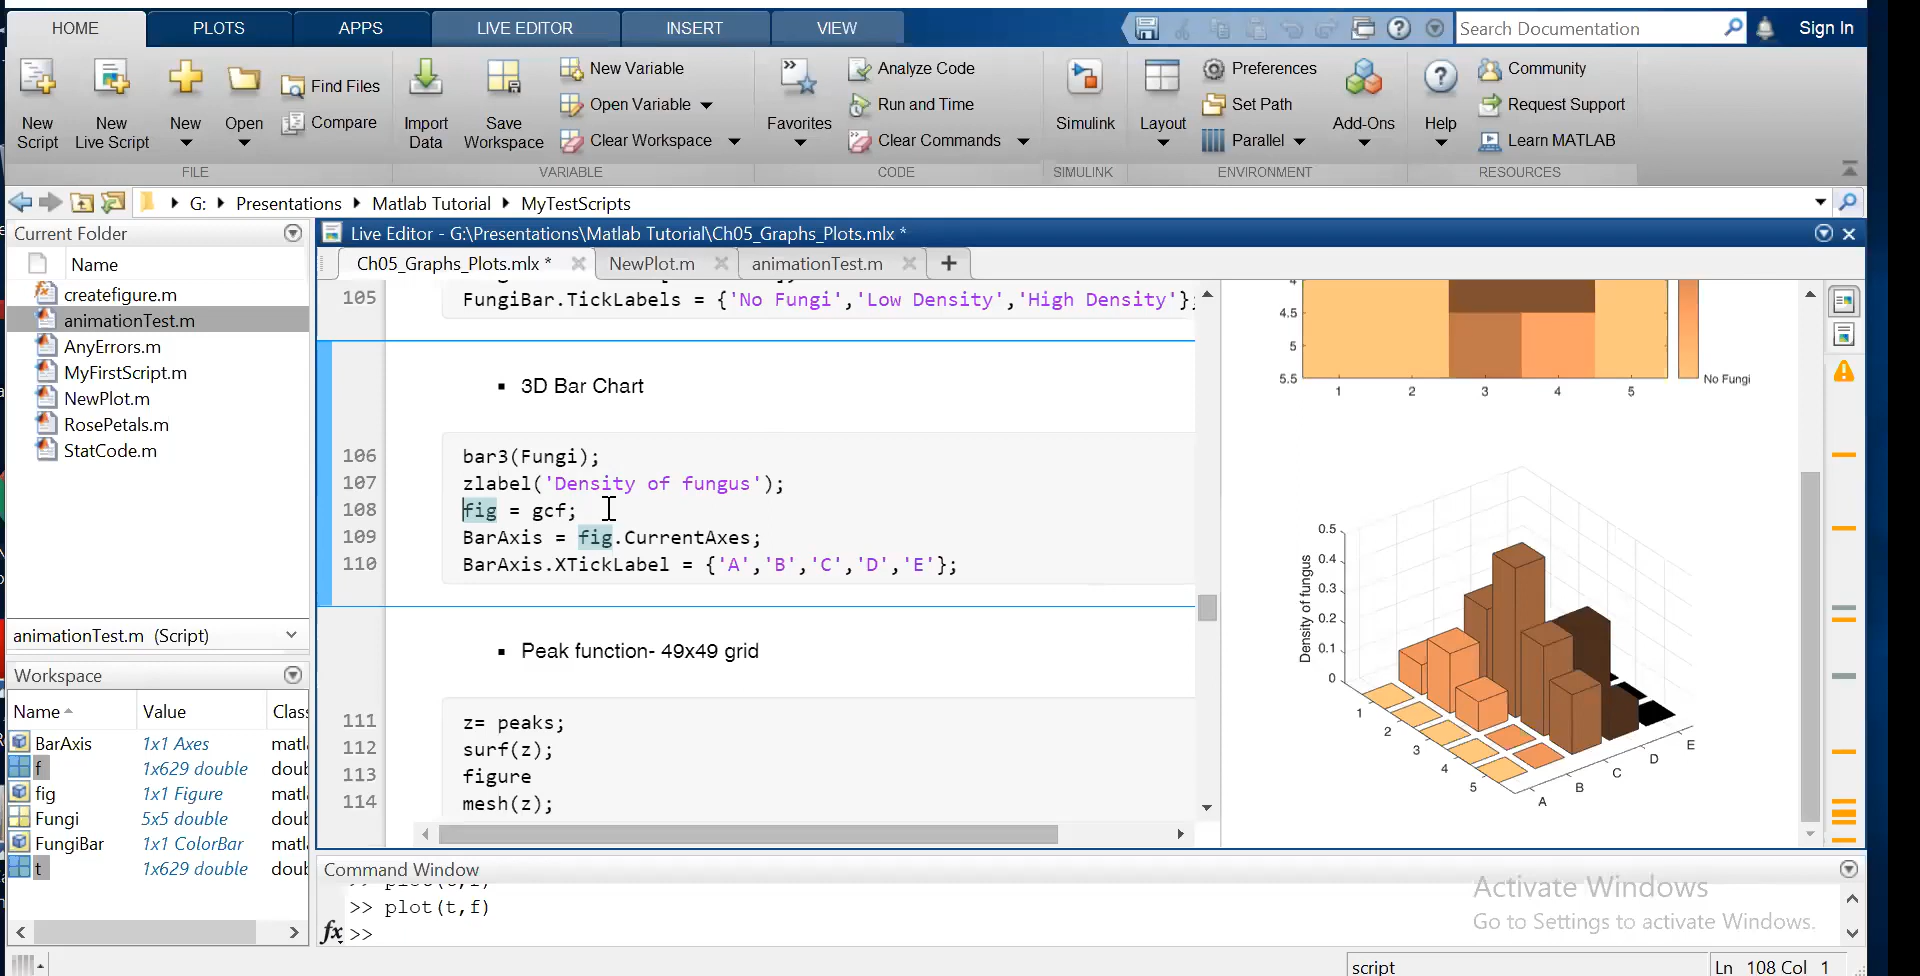 HOME PLOTS APPS LIVE EDITOR INSERT VIEW Search Documentation Sign In
New Script
New Live Script
New
Open
Find Files
Compare
Import Data
Save Workspace
New Variable
Open Variable
Clear Workspace
Favorites
Analyze Code
Run and Time
Clear Commands
Simulink
Layout
Preferences
Set Path
Parallel
Add-Ons
Help
Community
Request Support
Learn MATLAB
FILE VARIABLE CODE SIMULINK ENVIRONMENT RESOURCES
G: Presentations Matlab Tutorial MyTestScripts
Current Folder
Name
createfigure.m
animationTest.m
AnyErrors.m
MyFirstScript.m
NewPlot.m
RosePetals.m
StatCode.m
animationTest.m (Script)
Workspace
Name Value Class
BarAxis 1x1 Axes matl
f 1x629 double doub
fig 1x1 Figure matl
Fungi 5x5 double doub
FungiBar 1x1 ColorBar matl
t 1x629 double doub
Live Editor - G:\Presentations\Matlab Tutorial\Ch05_Graphs_Plots.mlx *
Ch05_Graphs_Plots.mlx * NewPlot.m animationTest.m
105 FungiBar.TickLabels = {'No Fungi','Low Density','High Density'};
▪ 3D Bar Chart
106 bar3(Fungi);
107 zlabel('Density of fungus');
108 fig = gcf;
109 BarAxis = fig.CurrentAxes;
110 BarAxis.XTickLabel = {'A','B','C','D','E'};
▪ Peak function- 49x49 grid
111 z= peaks;
112 surf(z);
113 figure
114 mesh(z);
4.5
5
5.5
1 2 3 4 5
No Fungi
0.5
0.4
0.3
0.2
0.1
0
Density of fungus
1
2
3
4
5
A
B
C
D
E
Command Window
>> plot(t,f)
>> plot(t,f)
fx >>
Activate Windows
Go to Settings to activate Windows.
script Ln 108 Col 1